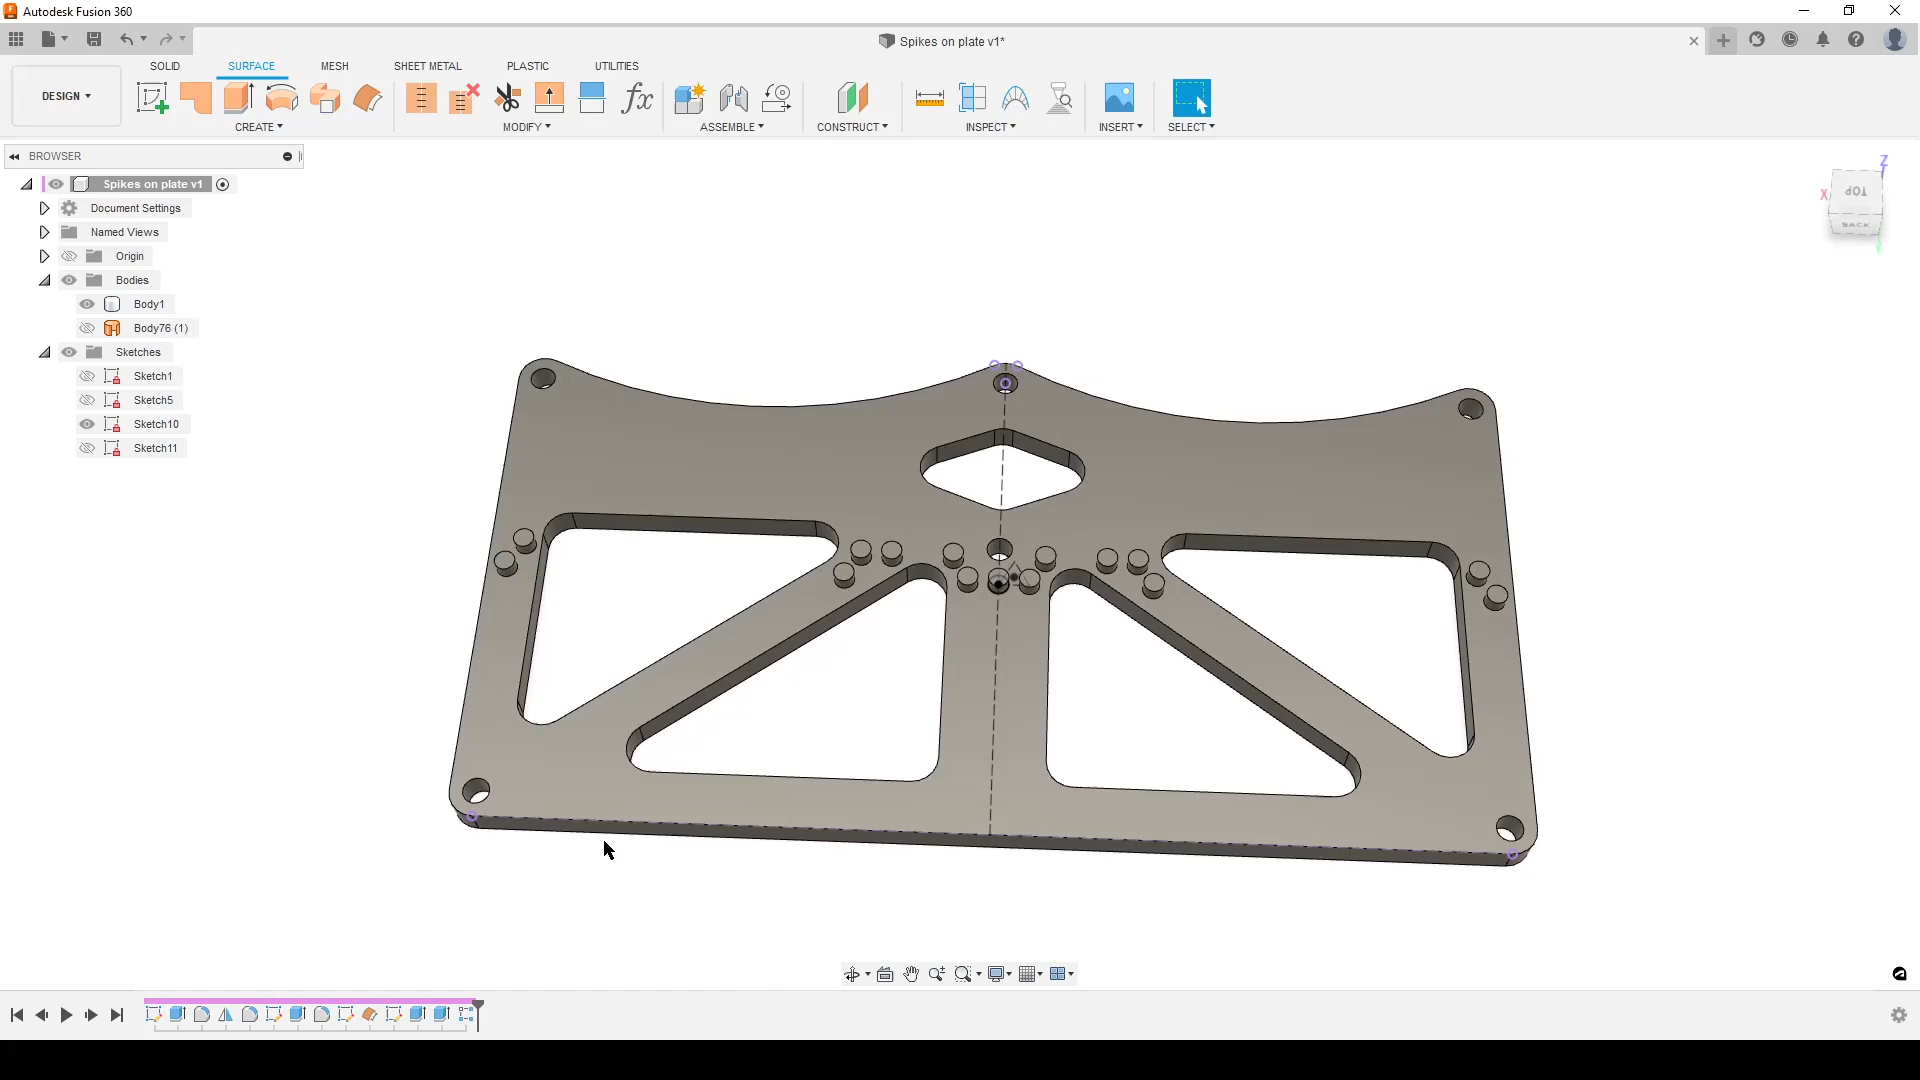 Autodesk Fusion 360
Spikes on plate v1*
SOLID SURFACE MESH SHEET METAL PLASTIC UTILITIES
DESIGN
fx
CREATE MODIFY ASSEMBLE CONSTRUCT INSPECT INSERT SELECT
BROWSER
Spikes on plate v1
Document Settings
Named Views
Origin
Bodies
Body1
Body76 (1)
Sketches
Sketch1
Sketch5
Sketch10
Sketch11
Z
X
TOP
BACK